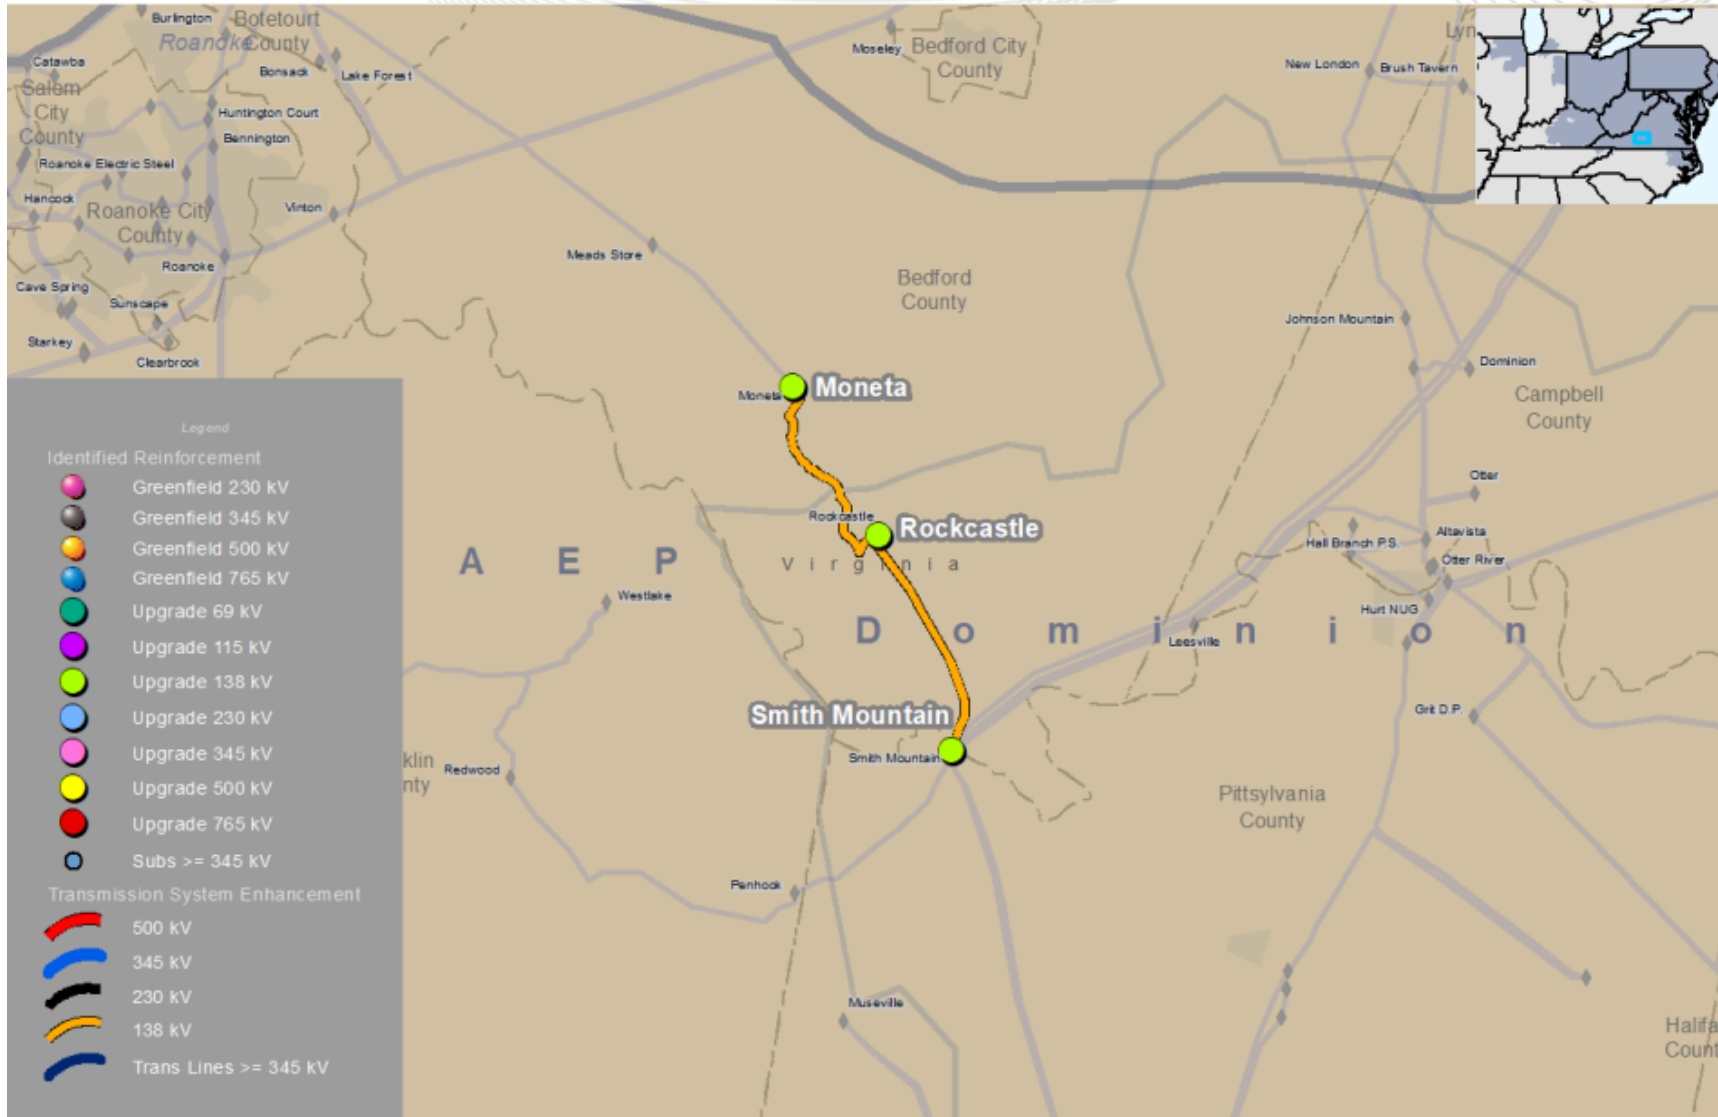 Burlington
Botetourt
County
Roanoke
Catawba
Bonsack
Lake Forest
Salem
City
County
Huntington Court
Bennington
Roanoke Electric Steel
Hancock
Roanoke City
County
Vinton
Roanoke
Cave Spring
Sunscape
Starkey
Clearbrook
Moseley
Bedford City
County
New London
Brush Tavern
Lyn
Meads Store
Bedford
County
Johnson Mountain
Dominion
Campbell
County
Moneta
Moneta
Rockcastle
Rockcastle
Virginia
A E P
Dominion
Westlake
Otter
Altavista
Hall Branch P.S.
Otter River
Hurt NUG
Leesville
Grit D.P.
Smith Mountain
Smith Mountain
klin
nty
Redwood
Pittsylvania
County
Penhook
Museville
Halifa
Count
Legend
Identified Reinforcement
Greenfield 230 kV
Greenfield 345 kV
Greenfield 500 kV
Greenfield 765 kV
Upgrade 69 kV
Upgrade 115 kV
Upgrade 138 kV
Upgrade 230 kV
Upgrade 345 kV
Upgrade 500 kV
Upgrade 765 kV
Subs >= 345 kV
Transmission System Enhancement
500 kV
345 kV
230 kV
138 kV
Trans Lines >= 345 kV